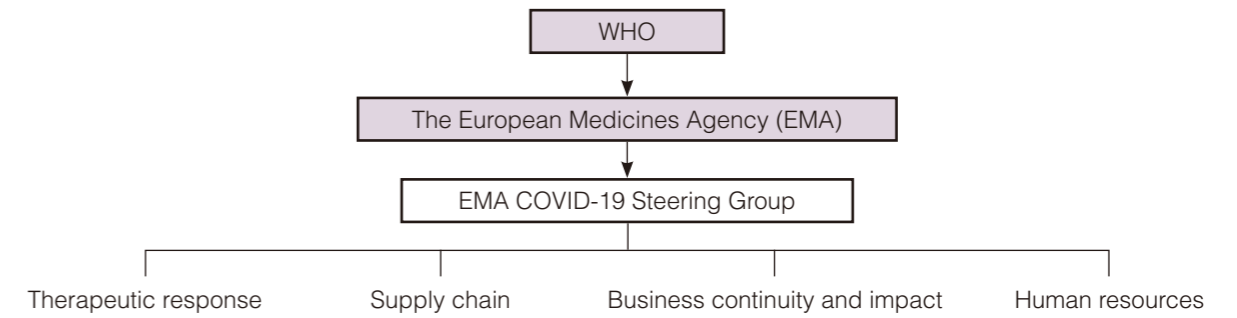 WHO
The European Medicines Agency (EMA)
EMA COVID-19 Steering Group
Therapeutic response
Supply chain
Business continuity and impact
Human resources